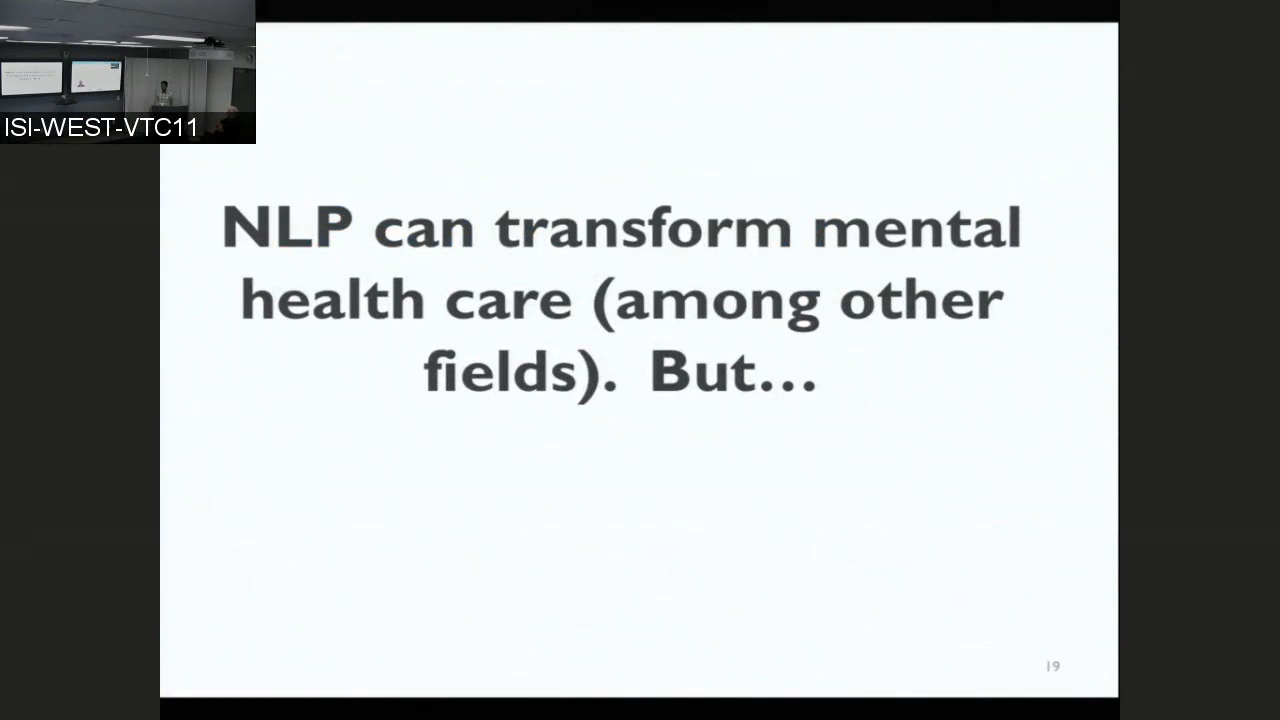 ISI-WEST-VTC11
NLP can transform mental
health care (among other
fields).  But...
19